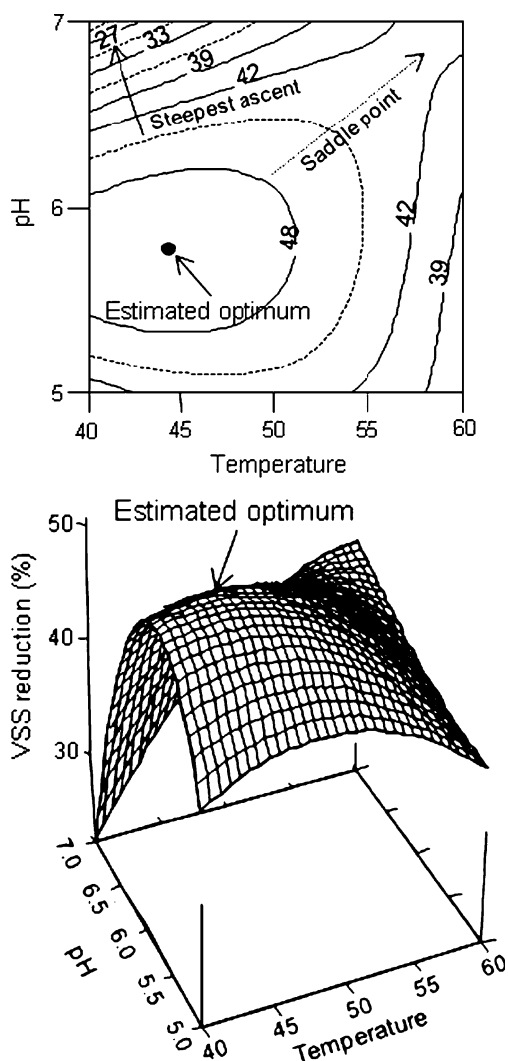 7
27
33
39
42
Steepest ascent
Saddle point
pH
6
48
42
39
Estimated optimum
5
40 45 50 55 60
Temperature
Estimated optimum
50
VSS reduction (%)
40
30
7.0
6.5
6.0
5.5
5.0
pH
40
45
50
55
60
Temperature